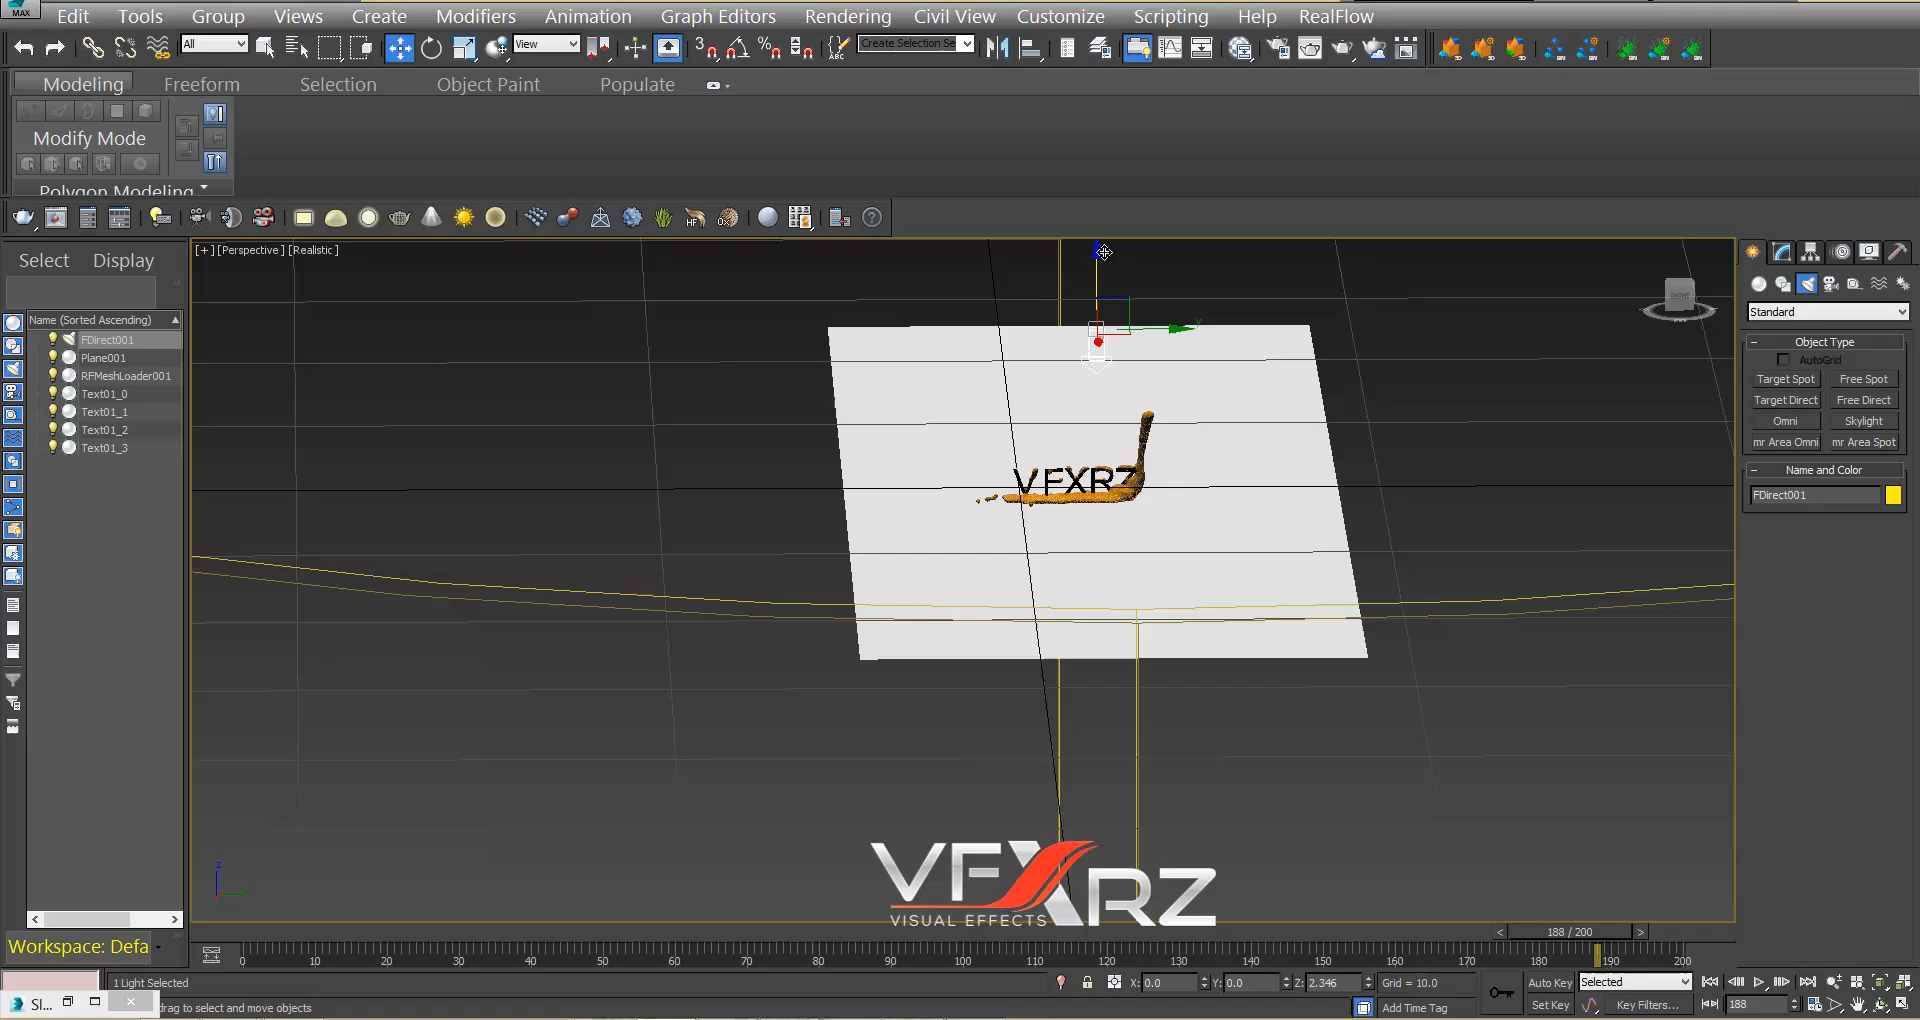 MAX
Edit Tools Group Views Create Modifiers Animation Graph Editors Rendering Civil View Customize Scripting Help RealFlow
All View 3 % ABC Create Selection Se
Modeling Freeform Selection Object Paint Populate
Modify Mode
Polygon Modeling
HF
[+] [Perspective] [Realistic]
Select Display
Name (Sorted Ascending)
FDirect001
Plane001
RFMeshLoader001
Text01_0
Text01_1
Text01_2
Text01_3
Standard
Object Type
AutoGrid
Target Spot Free Spot
Target Direct Free Direct
Omni Skylight
mr Area Omni mr Area Spot
Name and Color
FDirect001
VFXRZ
z
VFXRZ
VISUAL EFFECTS
Workspace: Defa
< 188 / 200 >
0 10 20 30 40 50 60 70 80 90 100 110 120 130 140 150 160 170 180 190 200
1 Light Selected X: 0.0 Y: 0.0 Z: 2.346 Grid = 10.0 Auto Key Selected
Sl... drag to select and move objects Add Time Tag Set Key Key Filters... 188